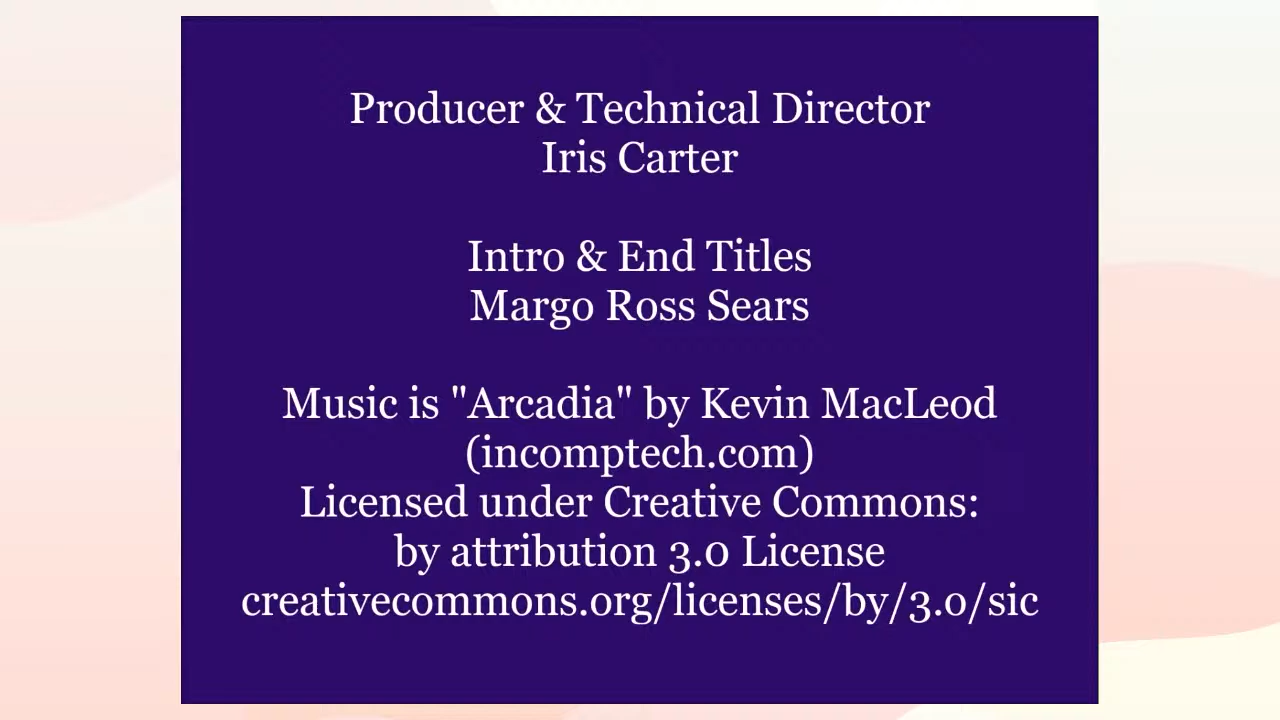 Producer & Technical Director
Iris Carter
Intro & End Titles
Margo Ross Sears
Music is "Arcadia" by Kevin MacLeod
(incomptech.com)
Licensed under Creative Commons:
by attribution 3.0 License
creativecommons.org/licenses/by/3.0/sic